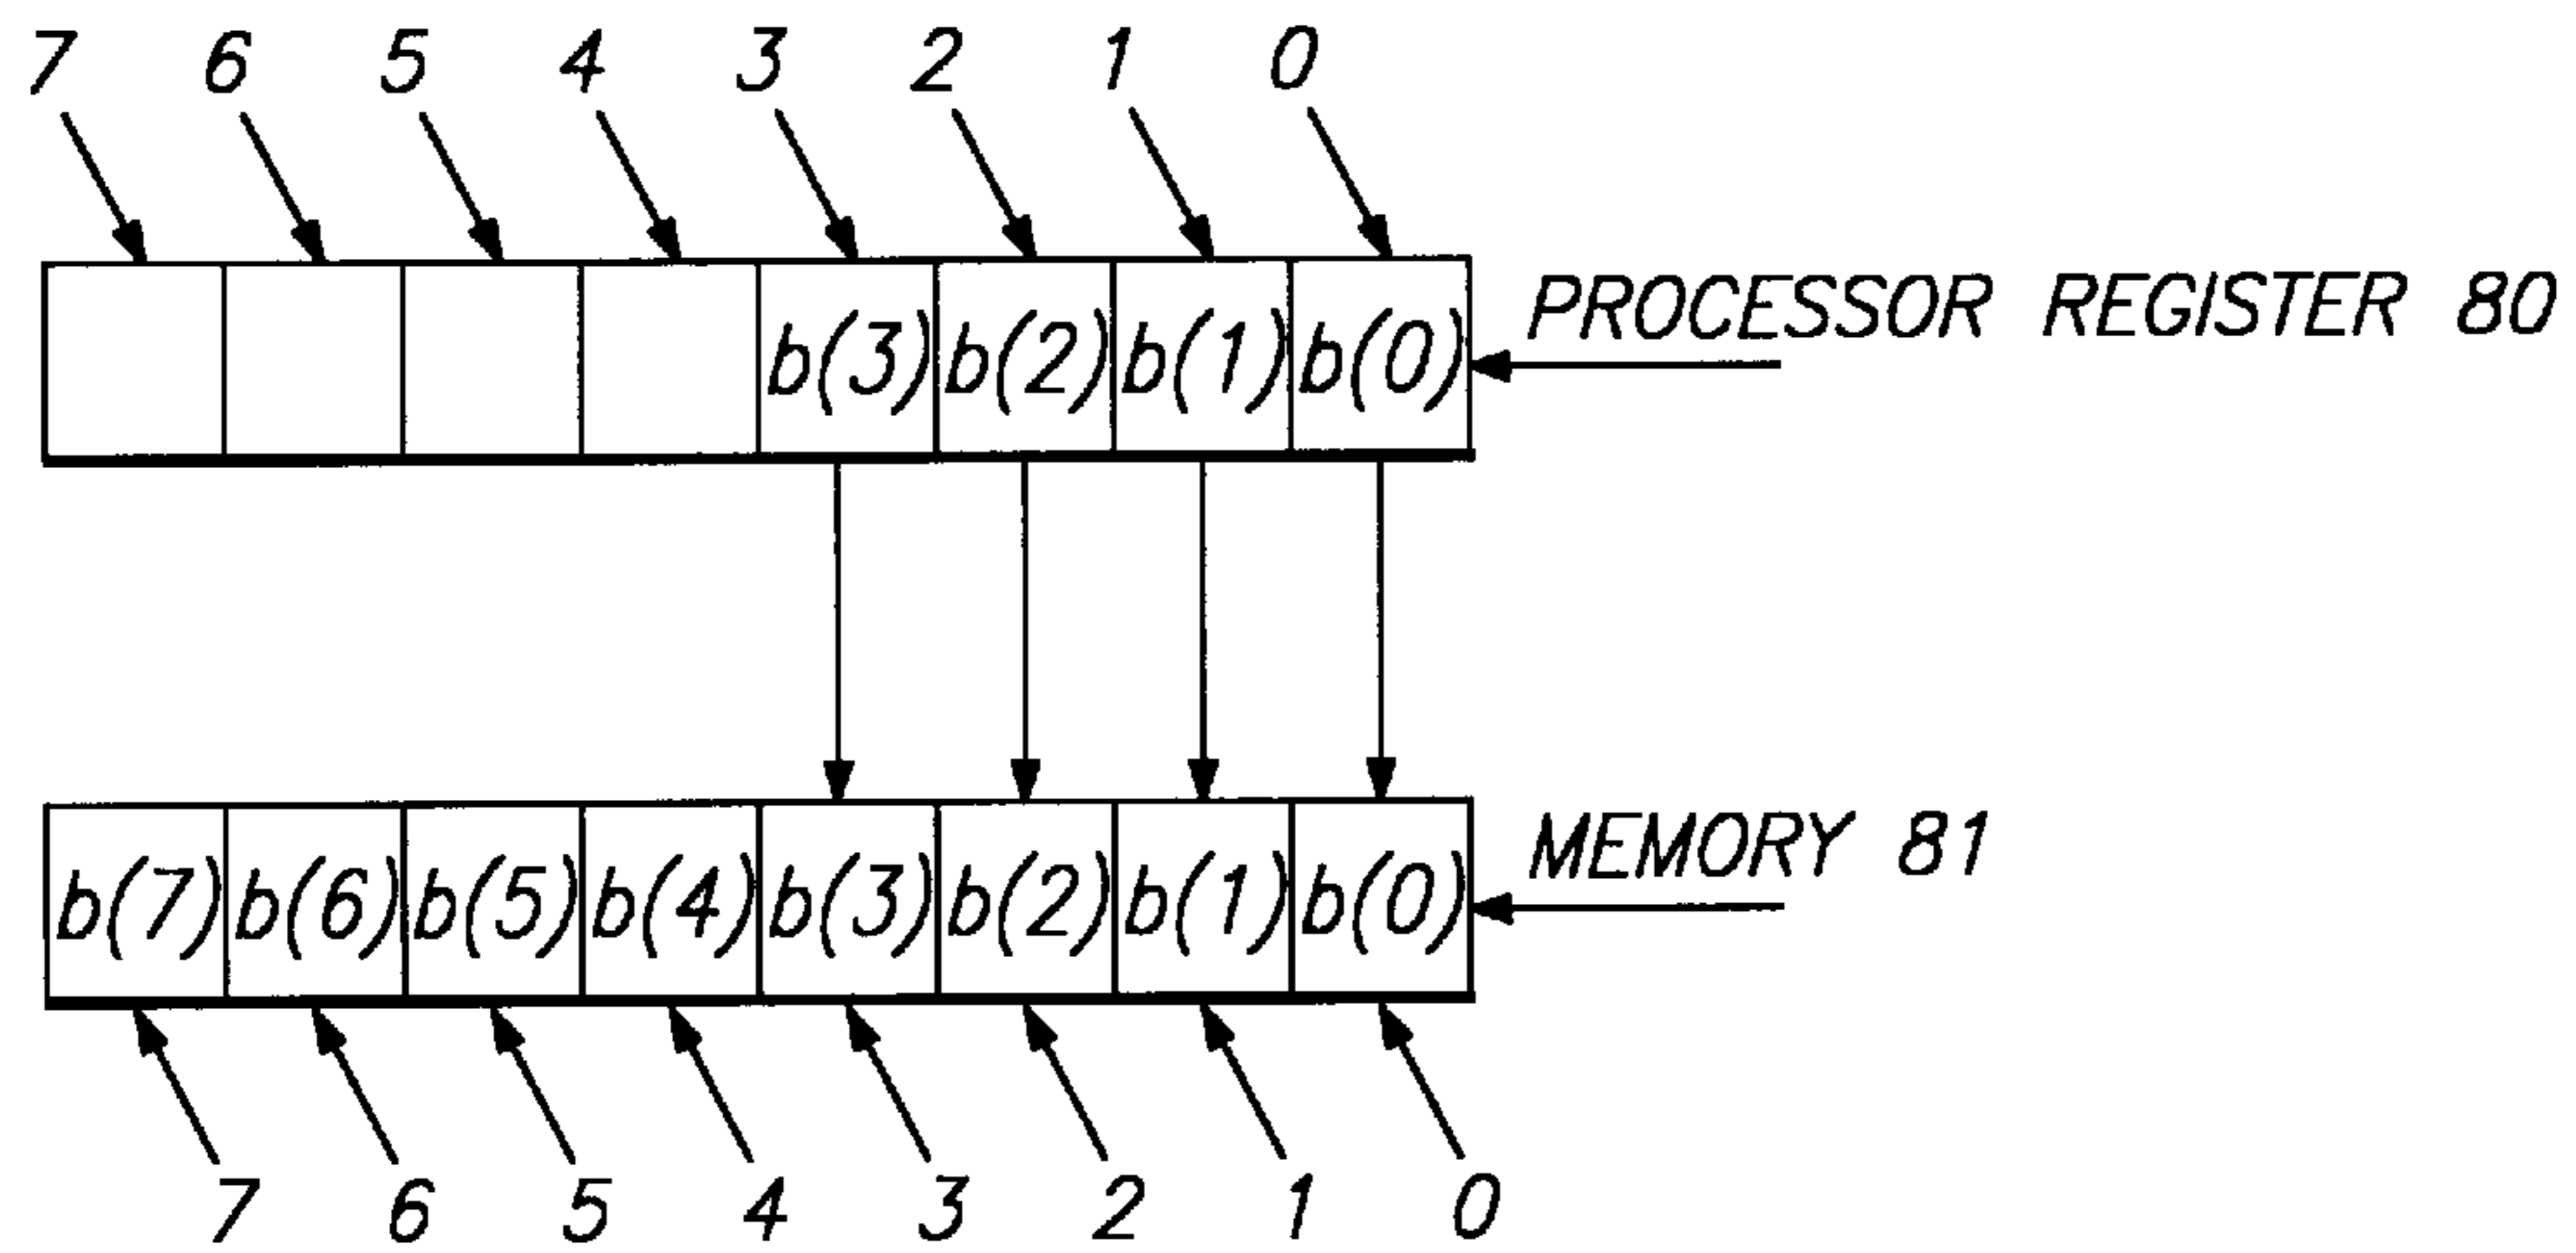 7 6 5 4 3 2 1 0
b(3) b(2) b(1) b(0) PROCESSOR REGISTER 80
b(7) b(6) b(5) b(4) b(3) b(2) b(1) b(0) MEMORY 81
7 6 5 4 3 2 1 0